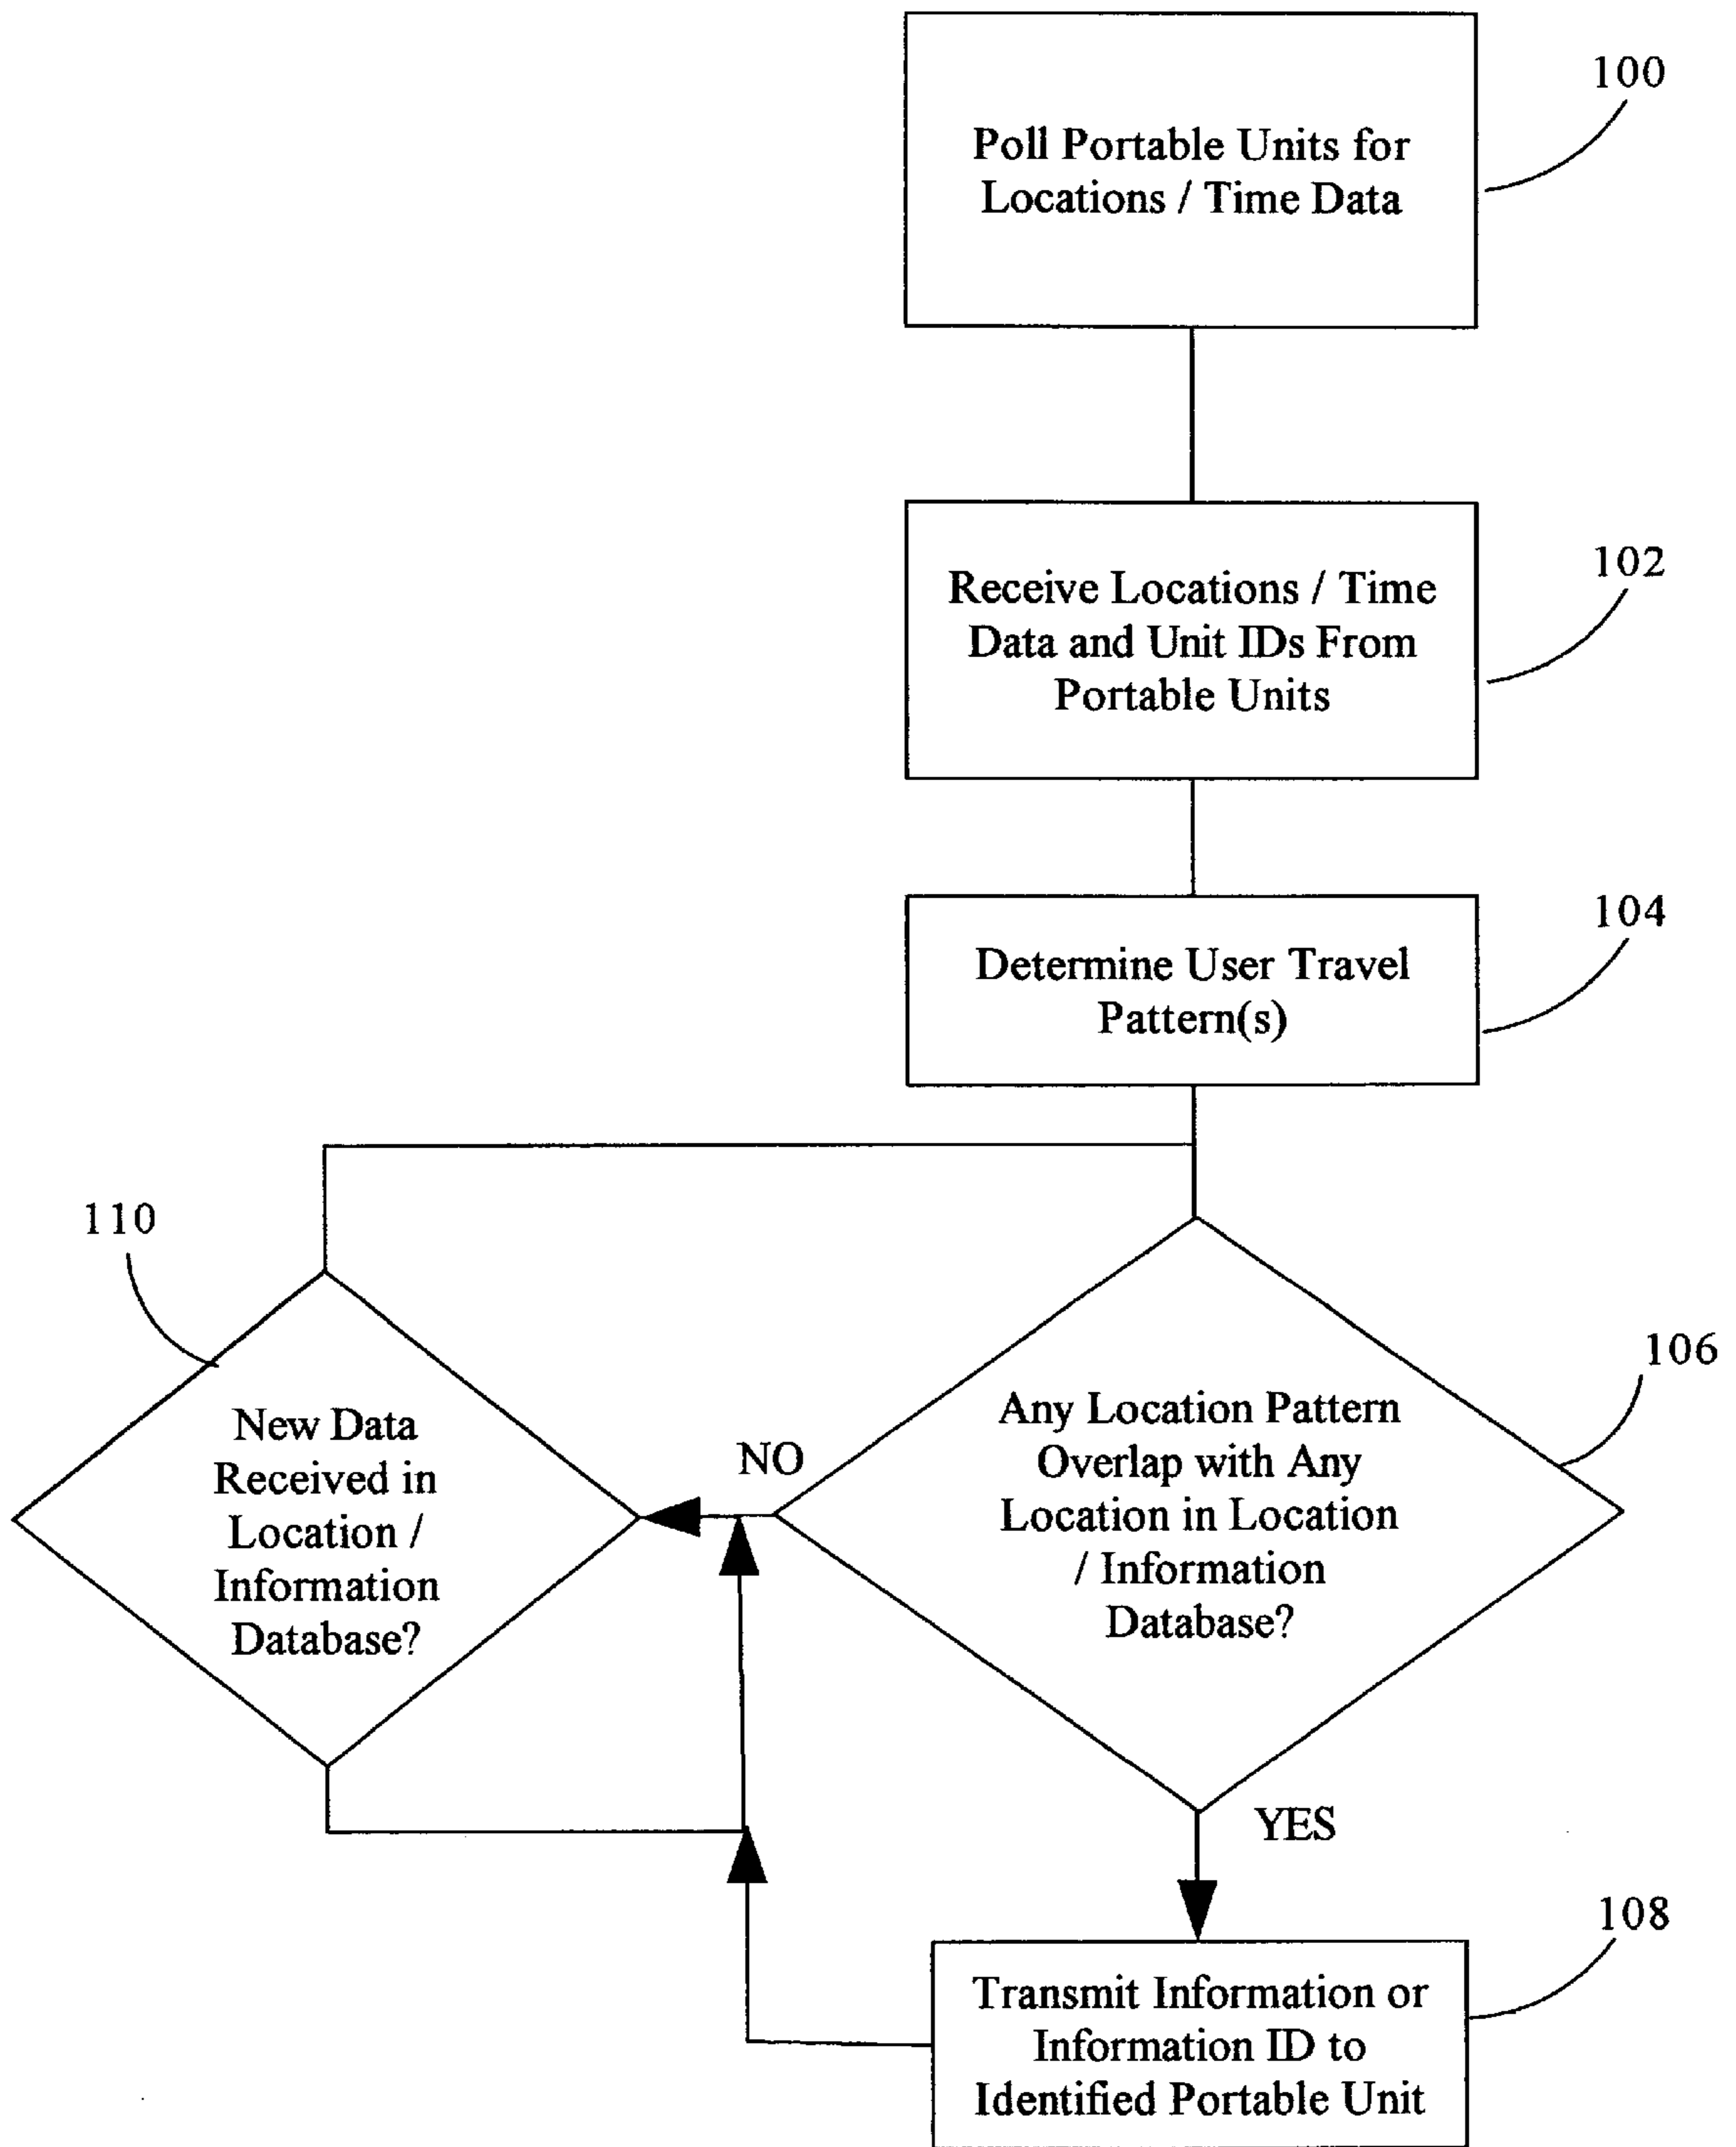 100
Poll Portable Units for
Locations / Time Data
102
Receive Locations / Time
Data and Unit IDs From
Portable Units
104
Determine User Travel
Pattern(s)
110
106
New Data
Received in
Location /
Information
Database?
NO
Any Location Pattern
Overlap with Any
Location in Location
/ Information
Database?
YES
108
Transmit Information or
Information ID to
Identified Portable Unit